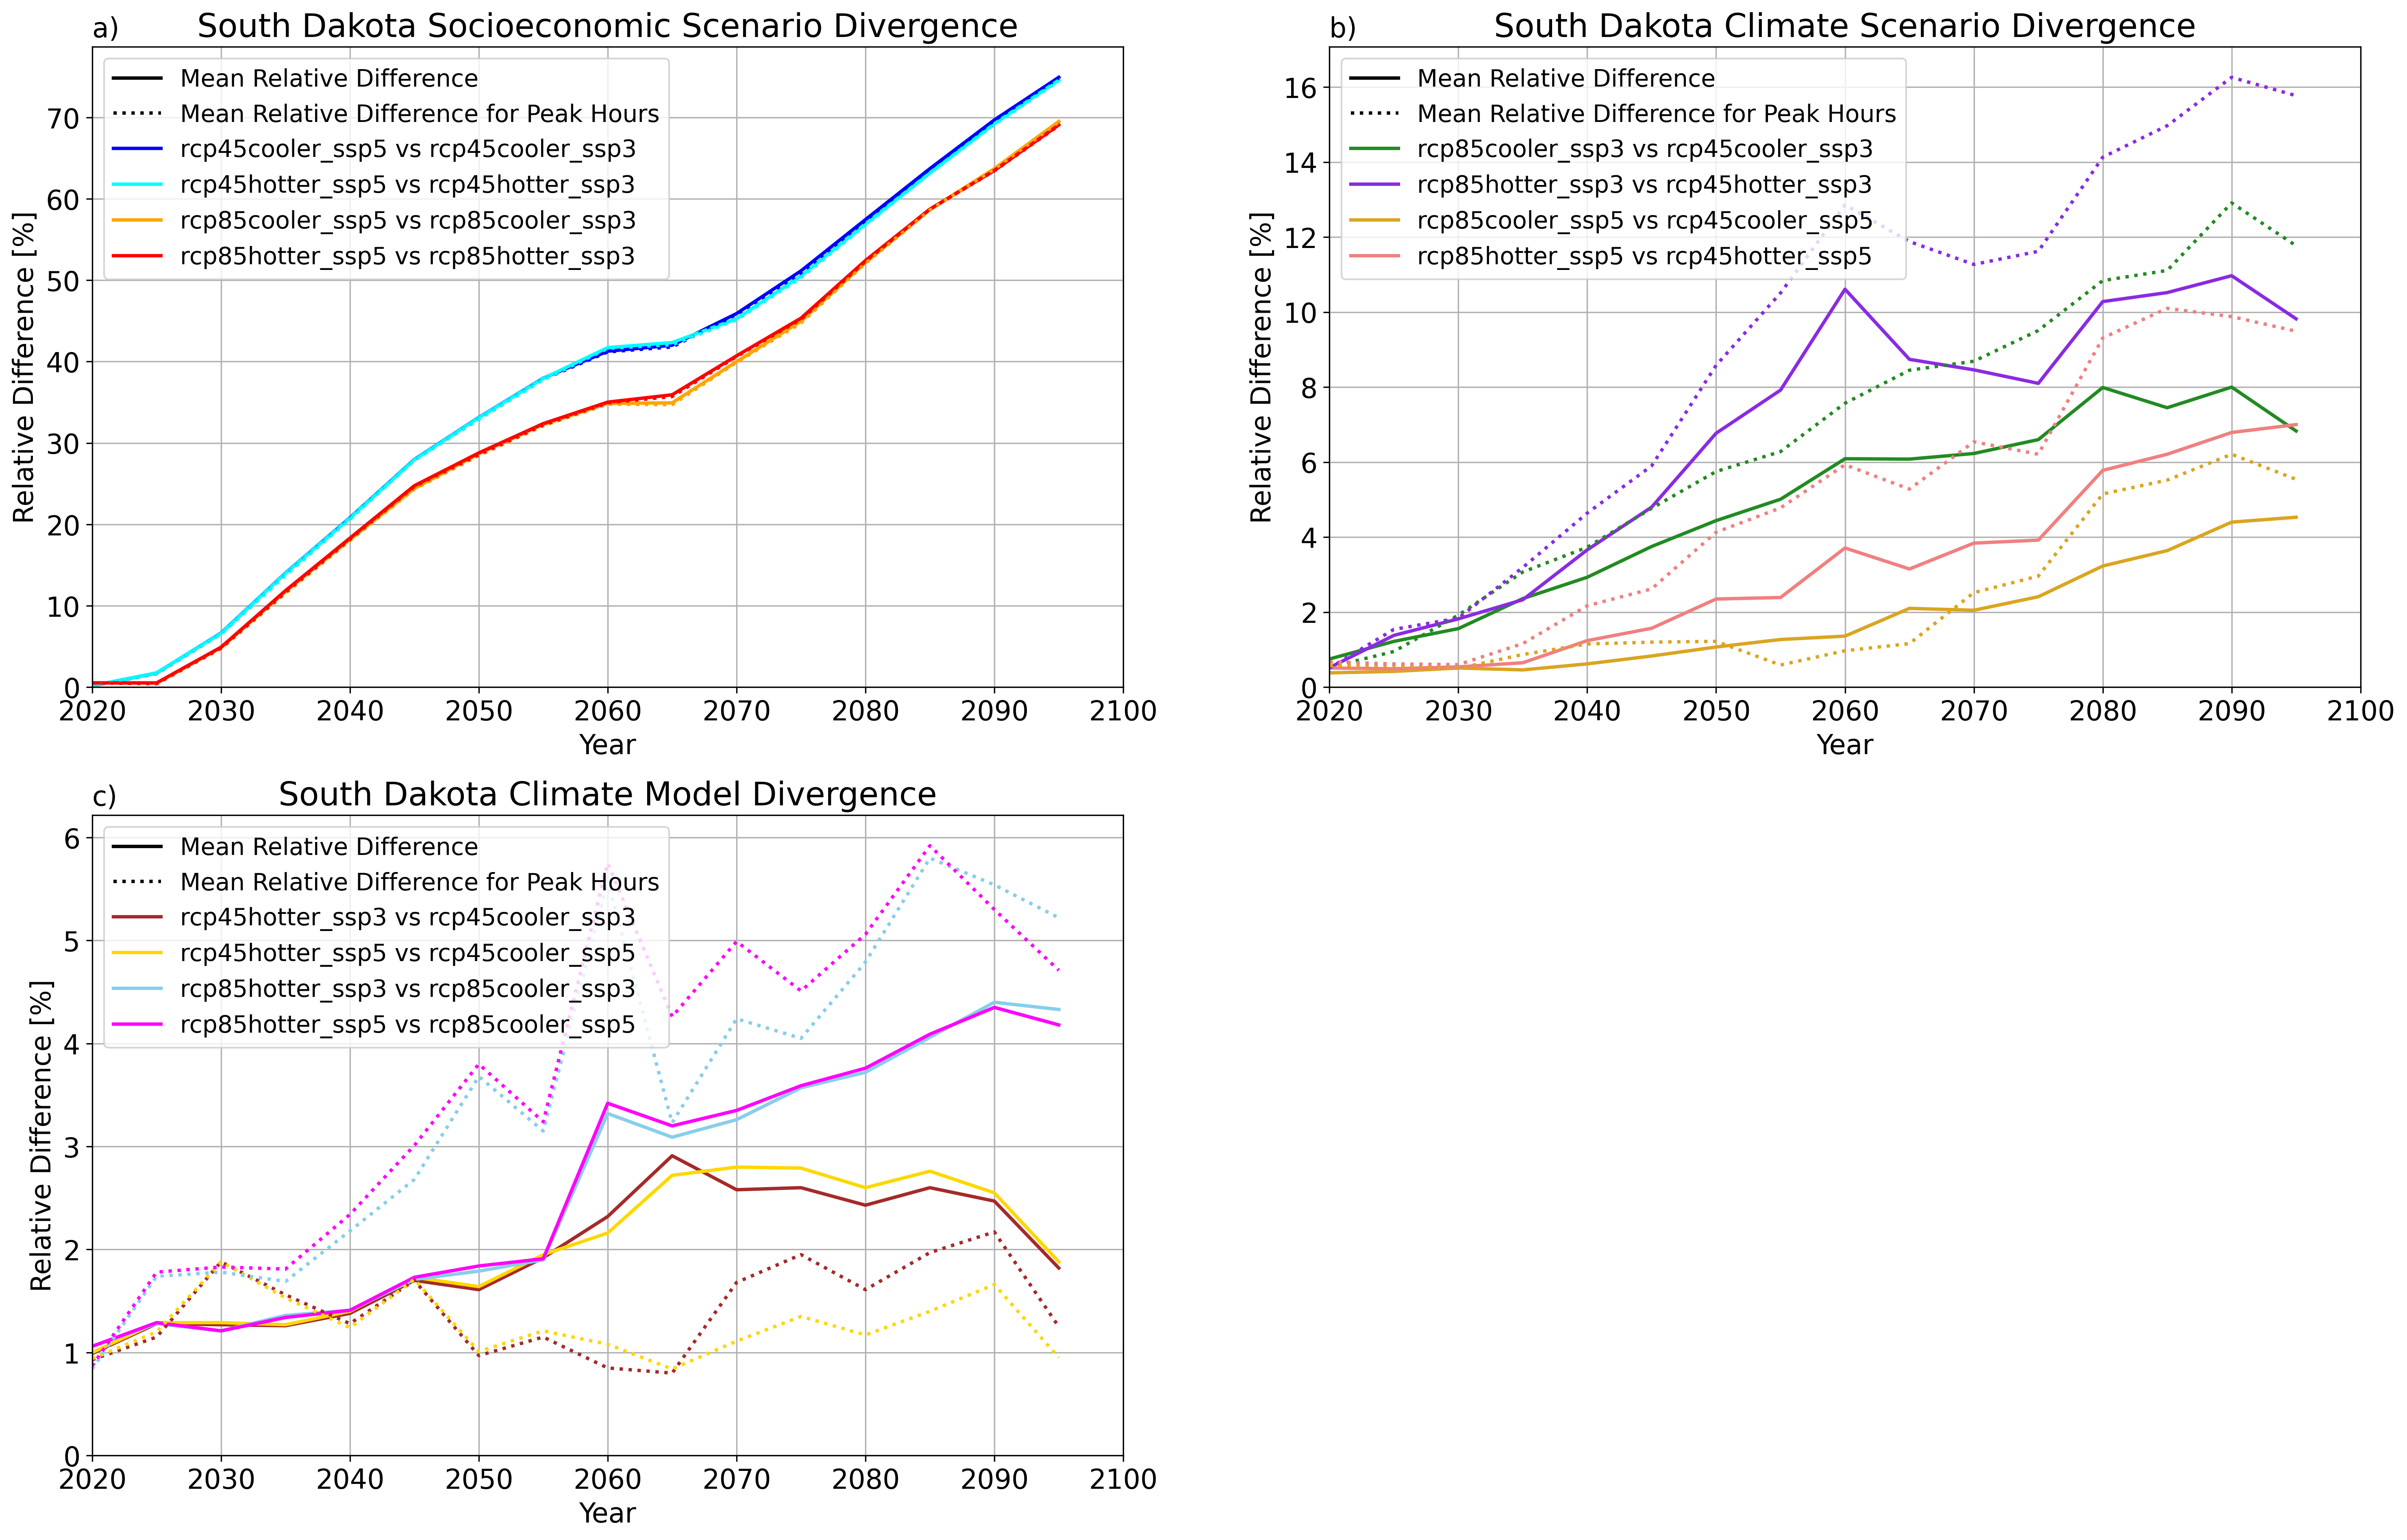 a) South Dakota Socioeconomic Scenario Divergence
Mean Relative Difference
Mean Relative Difference for Peak Hours
rcp45cooler_ssp5 vs rcp45cooler_ssp3
rcp45hotter_ssp5 vs rcp45hotter_ssp3
rcp85cooler_ssp5 vs rcp85cooler_ssp3
rcp85hotter_ssp5 vs rcp85hotter_ssp3
Relative Difference [%]
70
60
50
40
30
20
10
0
2020 2030 2040 2050 2060 2070 2080 2090 2100
Year
b) South Dakota Climate Scenario Divergence
Mean Relative Difference
Mean Relative Difference for Peak Hours
rcp85cooler_ssp3 vs rcp45cooler_ssp3
rcp85hotter_ssp3 vs rcp45hotter_ssp3
rcp85cooler_ssp5 vs rcp45cooler_ssp5
rcp85hotter_ssp5 vs rcp45hotter_ssp5
Relative Difference [%]
16
14
12
10
8
6
4
2
0
2020 2030 2040 2050 2060 2070 2080 2090 2100
Year
c) South Dakota Climate Model Divergence
Mean Relative Difference
Mean Relative Difference for Peak Hours
rcp45hotter_ssp3 vs rcp45cooler_ssp3
rcp45hotter_ssp5 vs rcp45cooler_ssp5
rcp85hotter_ssp3 vs rcp85cooler_ssp3
rcp85hotter_ssp5 vs rcp85cooler_ssp5
Relative Difference [%]
6
5
4
3
2
1
0
2020 2030 2040 2050 2060 2070 2080 2090 2100
Year